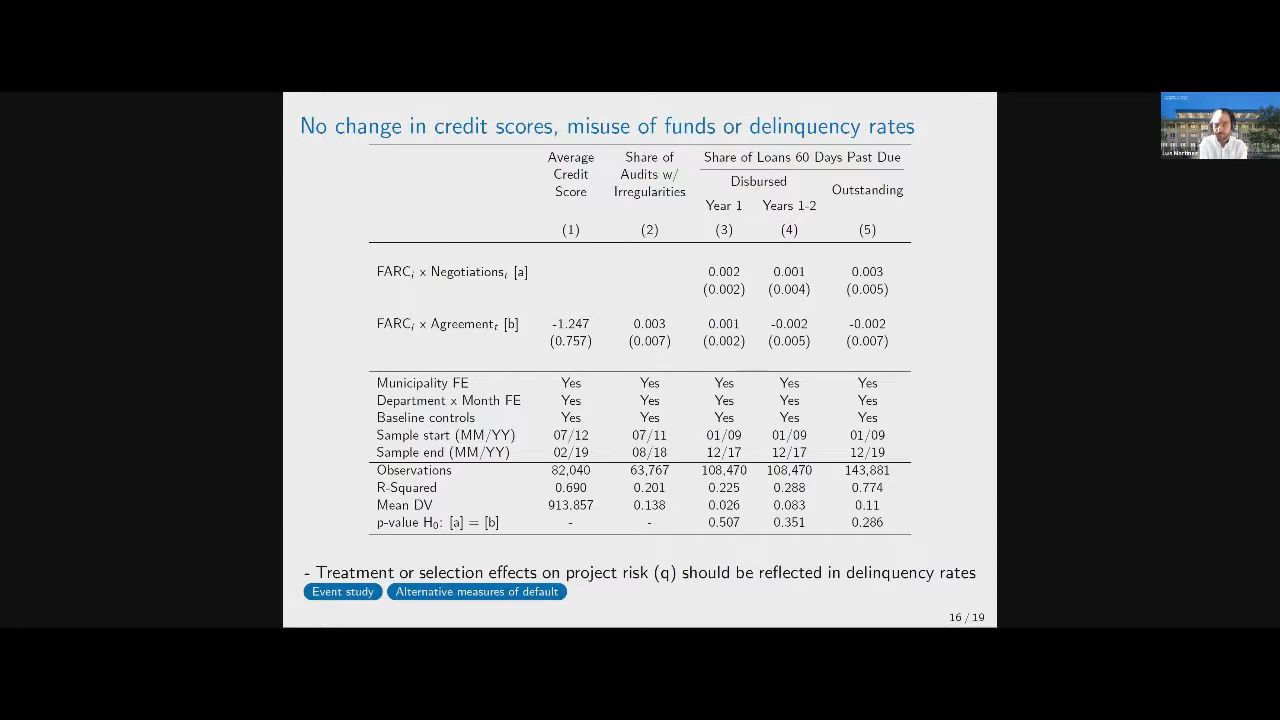 No change in credit scores, misuse of funds or delinquency rates
Average Share of Share of Loans 60 Days Past Due
Credit Audits w/ Disbursed
Score Irregularities Outstanding
Year 1 Years 1-2
(1) (2) (3) (4) (5)
FARCᵢ x Negotiationsₜ [a] 0.002 0.001 0.003
(0.002) (0.004) (0.005)
FARCᵢ x Agreementₜ [b] -1.247 0.003 0.001 -0.002 -0.002
(0.757) (0.007) (0.002) (0.005) (0.007)
Municipality FE Yes Yes Yes Yes Yes
Department x Month FE Yes Yes Yes Yes Yes
Baseline controls Yes Yes Yes Yes Yes
Sample start (MM/YY) 07/12 07/11 01/09 01/09 01/09
Sample end (MM/YY) 02/19 08/18 12/17 12/17 12/19
Observations 82,040 63,767 108,470 108,470 143,881
R-Squared 0.690 0.201 0.225 0.288 0.774
Mean DV 913.857 0.138 0.026 0.083 0.11
p-value H₀: [a] = [b] - - 0.507 0.351 0.286
- Treatment or selection effects on project risk (q) should be reflected in delinquency rates
Event study Alternative measures of default
16 / 19
Luis Martinez